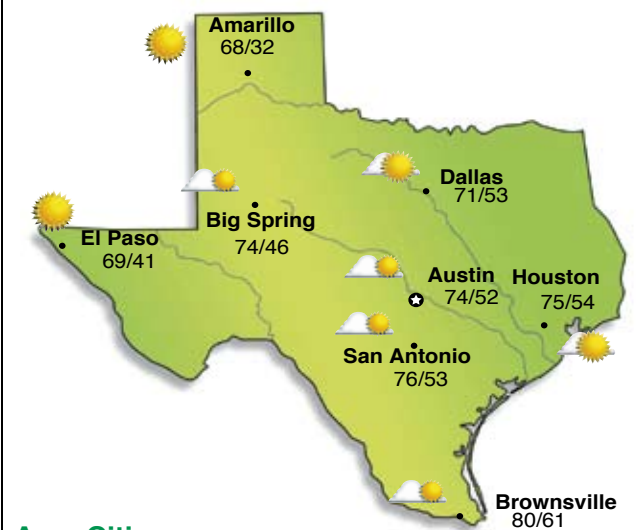 Amarillo
68/32
Dallas
71/53
Big Spring
74/46
El Paso
69/41
Austin
74/52
Houston
75/54
San Antonio
76/53
Brownsville
80/61